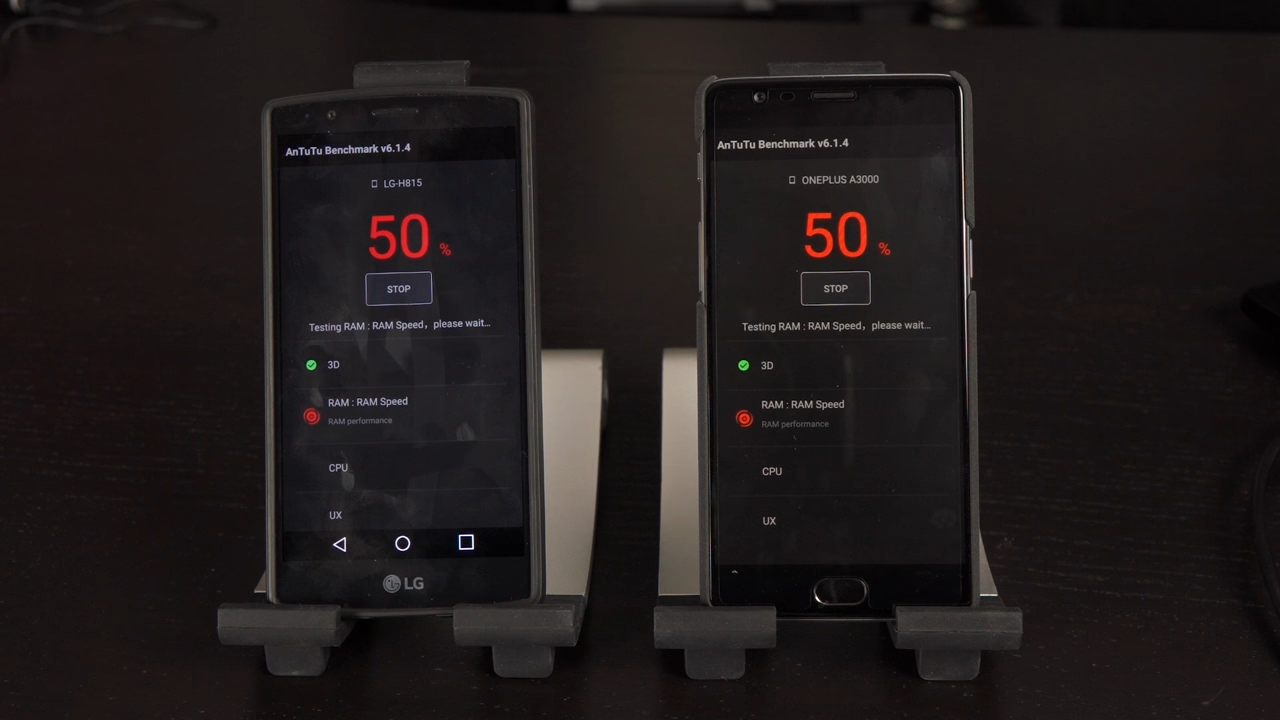 AnTuTu Benchmark v6.1.4
LG-H815
50 %
STOP
Testing RAM : RAM Speed，please wait...
3D
RAM : RAM Speed
RAM performance
CPU
UX
LG
AnTuTu Benchmark v6.1.4
ONEPLUS A3000
50 %
STOP
Testing RAM : RAM Speed，please wait...
3D
RAM : RAM Speed
RAM performance
CPU
UX